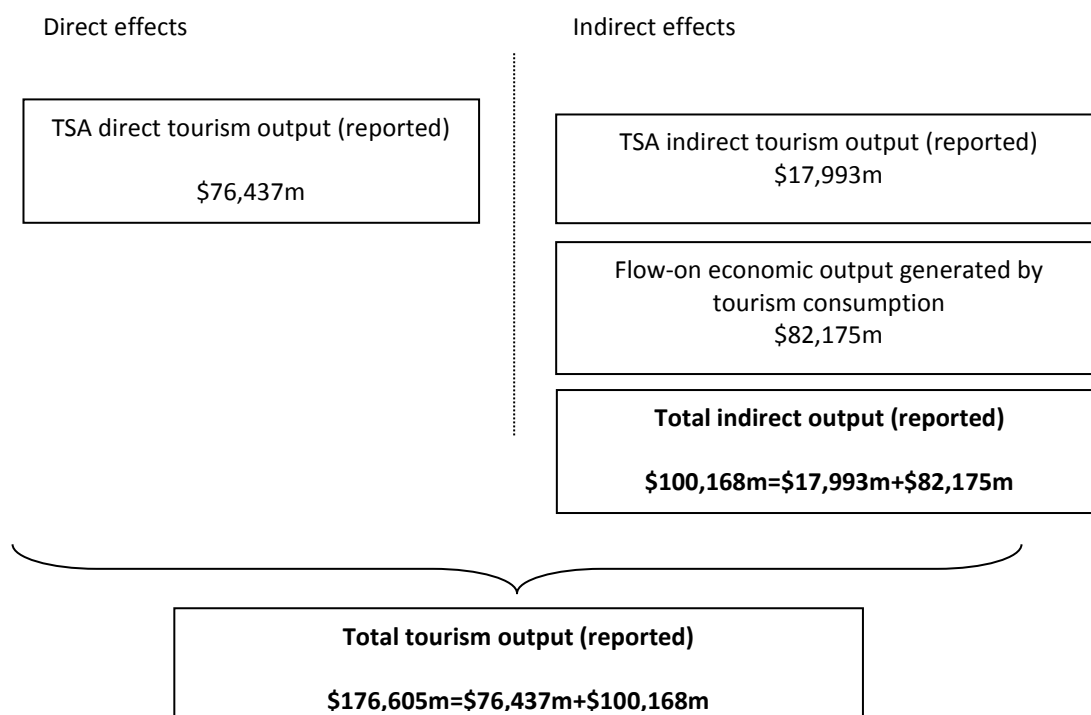 Direct effects
Indirect effects
TSA direct tourism output (reported)
$76,437m
TSA indirect tourism output (reported)
$17,993m
Flow-on economic output generated by
tourism consumption
$82,175m
Total indirect output (reported)
$100,168m=$17,993m+$82,175m
Total tourism output (reported)
$176,605m=$76,437m+$100,168m